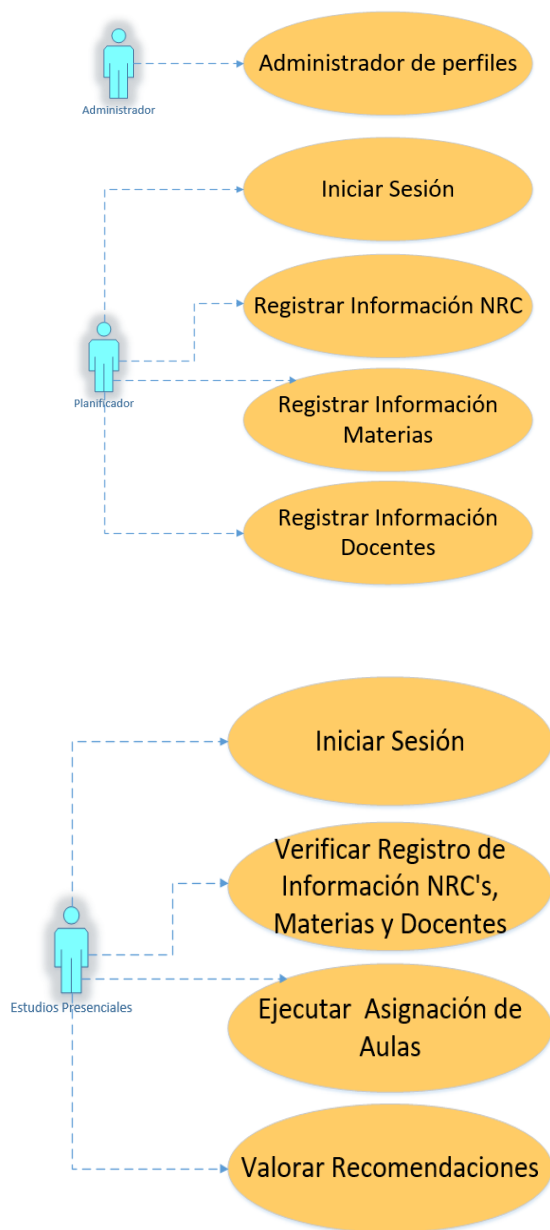 Administrador de perfiles
Administrador
Iniciar Sesión
Registrar Información NRC
Planificador
Registrar Información
Materias
Registrar Información
Docentes
Iniciar Sesión
Verificar Registro de
Información NRC's,
Materias y Docentes
Estudios Presenciales
Ejecutar Asignación de
Aulas
Valorar Recomendaciones